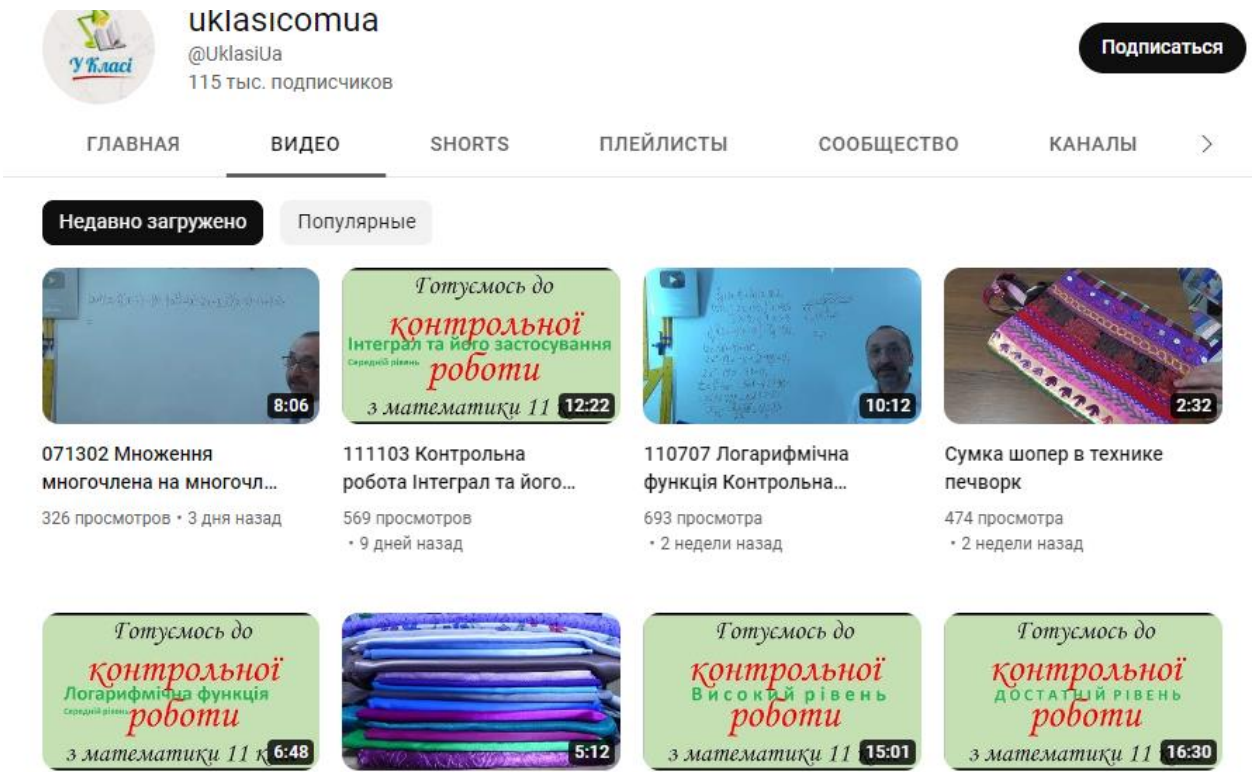 uklasicomua
@UklasiUa
115 тыс. подписчиков
У Класі
Подписаться
ГЛАВНАЯ ВИДЕО SHORTS ПЛЕЙЛИСТЫ СООБЩЕСТВО КАНАЛЫ
Недавно загружено Популярные
8:06
Готуємось до
контрольної
Інтеграл та його застосування
Середній рівень
роботи
з математики 11
12:22
10:12
2:32
071302 Множення
многочлена на многочл...
326 просмотров • 3 дня назад
111103 Контрольна
робота Інтеграл та його...
569 просмотров
• 9 дней назад
110707 Логарифмічна
функція Контрольна...
693 просмотра
• 2 недели назад
Сумка шопер в технике
печворк
474 просмотра
• 2 недели назад
Готуємось до
контрольної
Логарифмічна функція
Середній рівень
роботи
з математики 11 к
6:48
5:12
Готуємось до
контрольної
Високий рівень
роботи
з математики 11
15:01
Готуємось до
контрольної
ДОСТАТНІЙ РІВЕНЬ
роботи
з математики 11
16:30